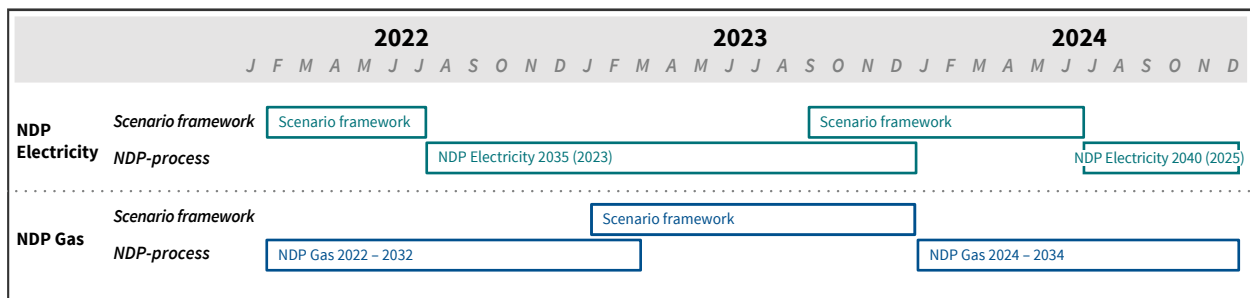 2022 2023 2024
J F M A M J J A S O N D J F M A M J J A S O N D J F M A M J J A S O N D
NDP
Electricity
Scenario framework
Scenario framework
Scenario framework
NDP-process
NDP Electricity 2035 (2023)
NDP Electricity 2040 (2025)
NDP Gas
Scenario framework
Scenario framework
NDP-process
NDP Gas 2022 – 2032
NDP Gas 2024 – 2034